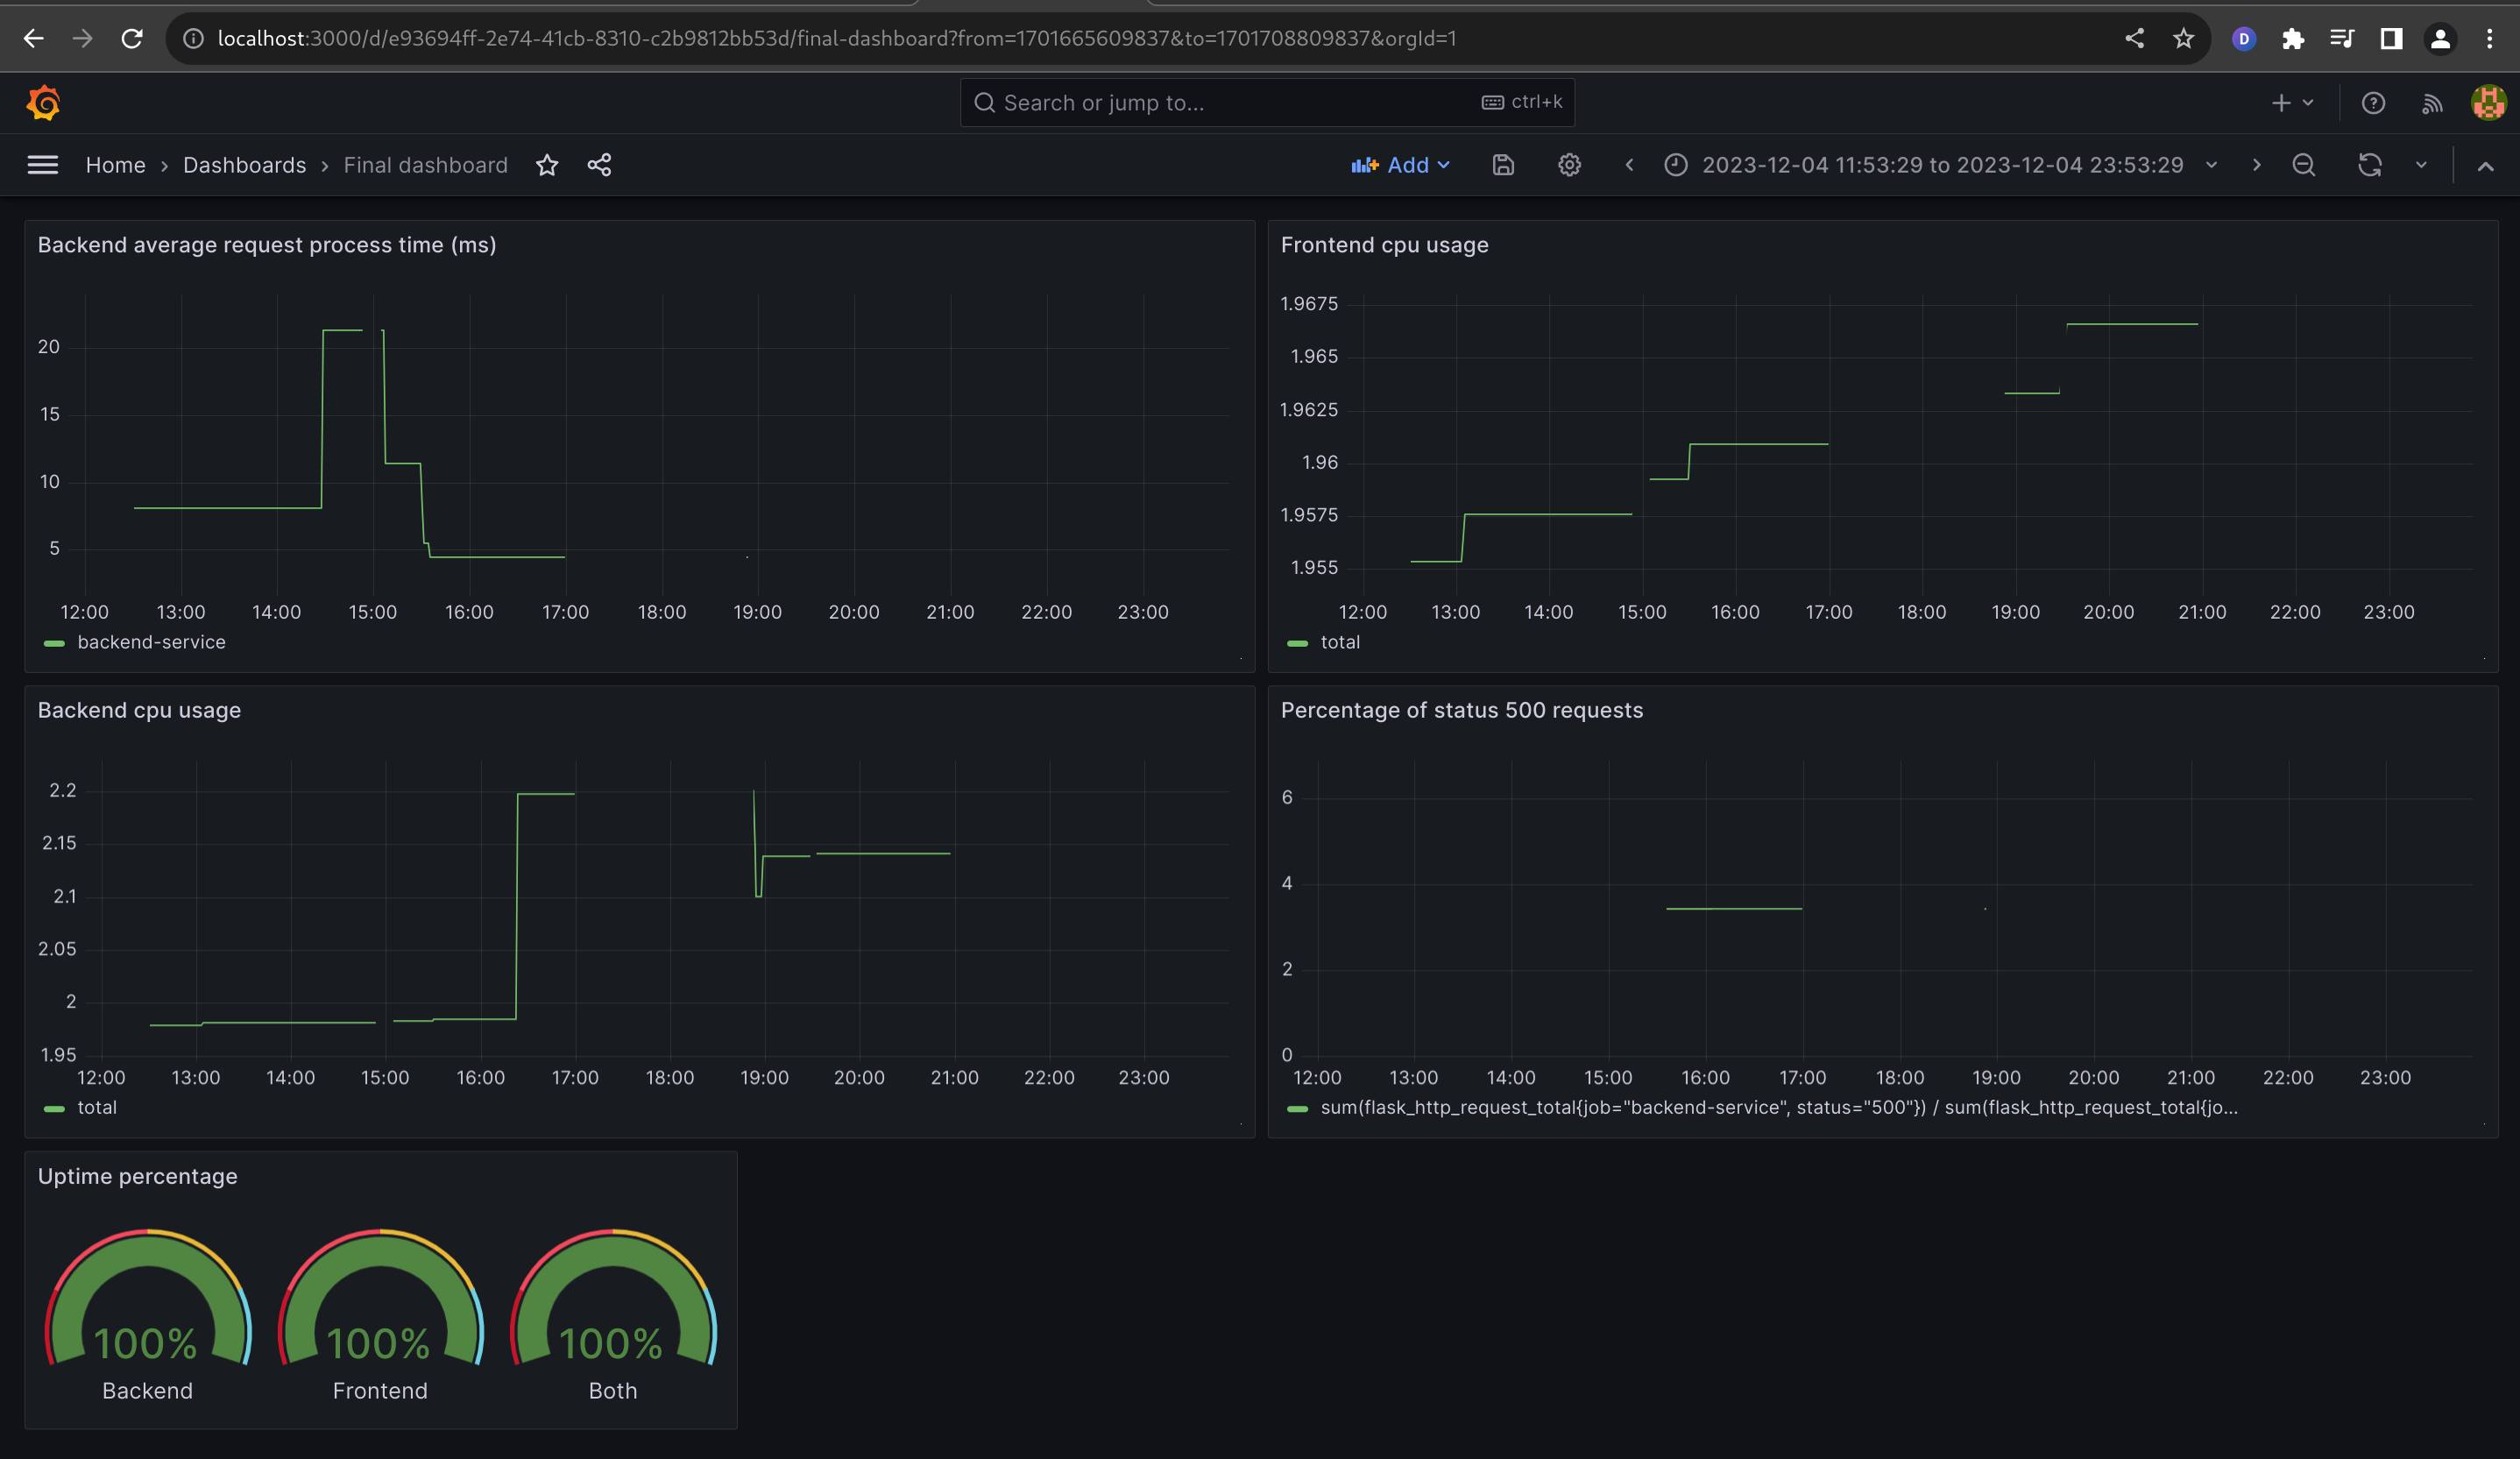 localhost:3000/d/e93694ff-2e74-41cb-8310-c2b9812bb53d/final-dashboard?from=1701665609837&to=1701708809837&orgId=1
D
Search or jump to...
ctrl+k
Home › Dashboards › Final dashboard
Add
2023-12-04 11:53:29 to 2023-12-04 23:53:29
Backend average request process time (ms)
20
15
10
5
12:00 13:00 14:00 15:00 16:00 17:00 18:00 19:00 20:00 21:00 22:00 23:00
backend-service
Frontend cpu usage
1.9675
1.965
1.9625
1.96
1.9575
1.955
12:00 13:00 14:00 15:00 16:00 17:00 18:00 19:00 20:00 21:00 22:00 23:00
total
Backend cpu usage
2.2
2.15
2.1
2.05
2
1.95
12:00 13:00 14:00 15:00 16:00 17:00 18:00 19:00 20:00 21:00 22:00 23:00
total
Percentage of status 500 requests
6
4
2
0
12:00 13:00 14:00 15:00 16:00 17:00 18:00 19:00 20:00 21:00 22:00 23:00
sum(flask_http_request_total{job="backend-service", status="500"}) / sum(flask_http_request_total{jo...
Uptime percentage
100% 100% 100%
Backend Frontend Both